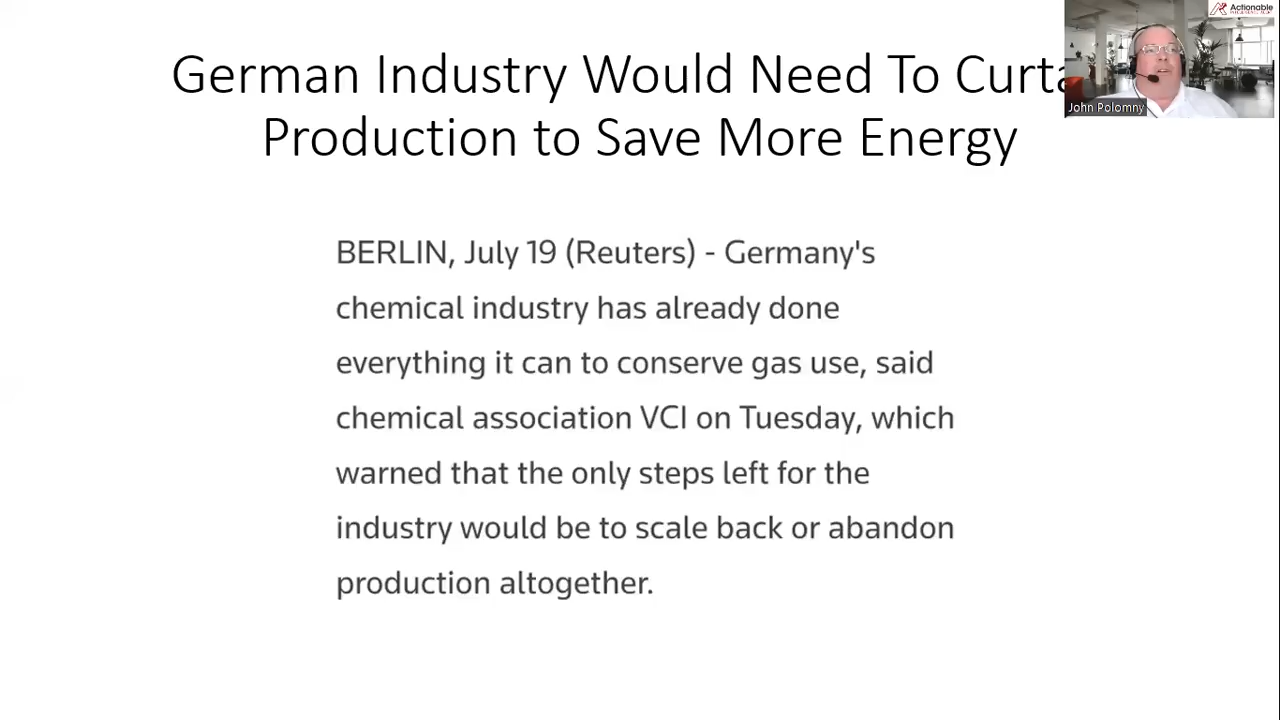 German Industry Would Need To Curta
Production to Save More Energy
Actionable
John Polomny
BERLIN, July 19 (Reuters) - Germany's
chemical industry has already done
everything it can to conserve gas use, said
chemical association VCI on Tuesday, which
warned that the only steps left for the
industry would be to scale back or abandon
production altogether.